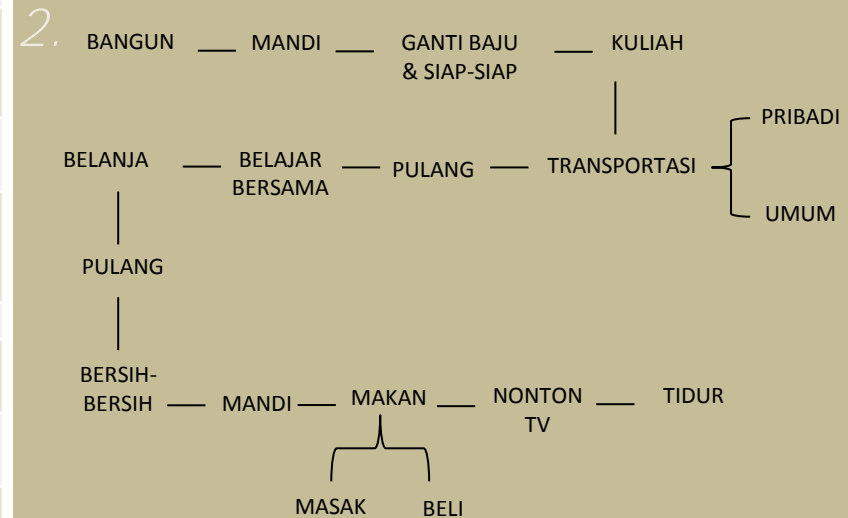 2.
BANGUN MANDI GANTI BAJU KULIAH
& SIAP-SIAP
PRIBADI
BELANJA BELAJAR PULANG TRANSPORTASI
BERSAMA
UMUM
PULANG
BERSIH-
BERSIH MANDI MAKAN NONTON TIDUR
TV
MASAK BELI